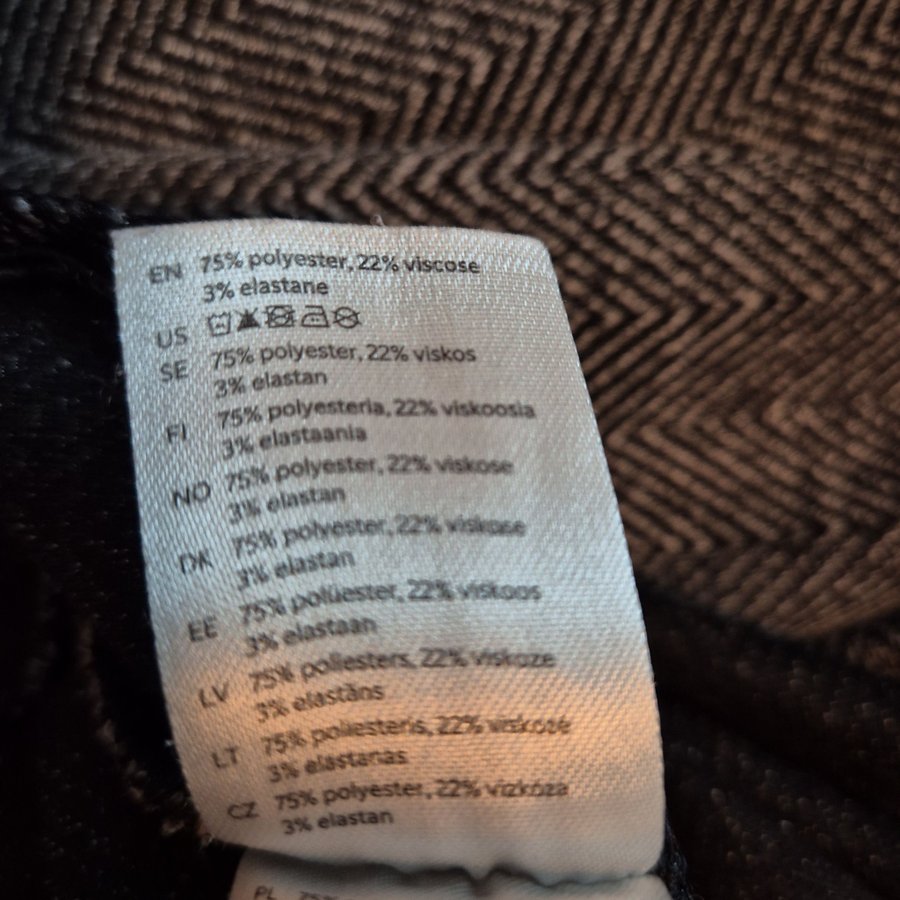 EN 75% polyester, 22% viscose
3% elastane
US
SE 75% polyester, 22% viskos
3% elastan
FI 75% polyesteria, 22% viskoosia
3% elastaania
NO 75% polyester, 22% viskose
3% elastan
DK 75% polyester, 22% viskose
3% elastan
EE 75% polüester, 22% viskoos
3% elastaan
LV 75% poliesters, 22% viskoze
3% elastāns
LT 75% poliesteris, 22% viskozė
3% elastanas
CZ 75% polyester, 22% vizkóza
3% elastan
PL